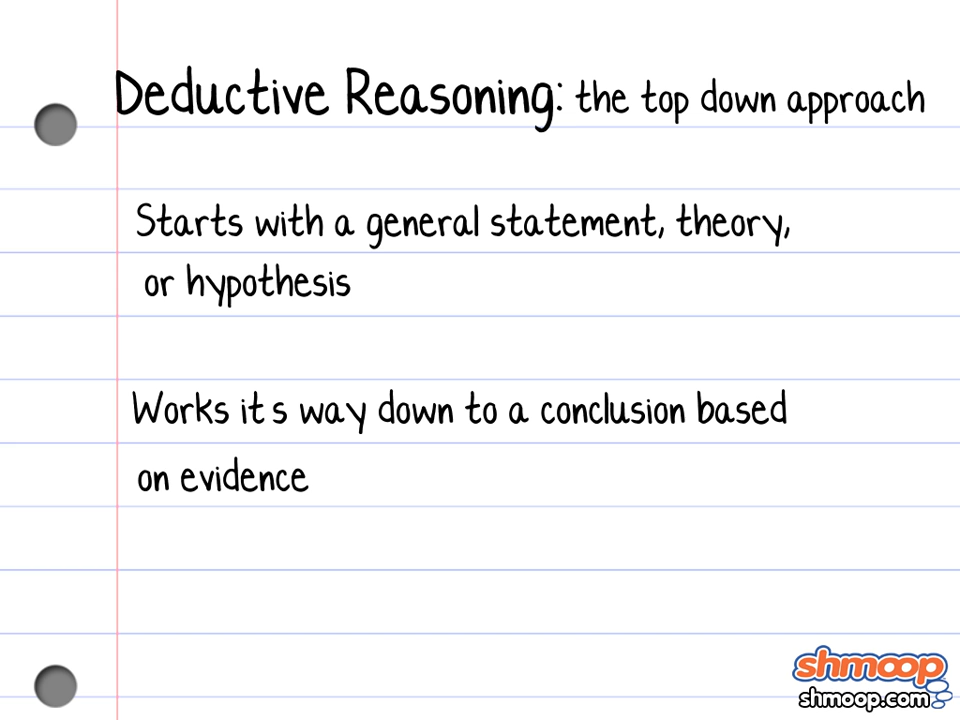 Deductive Reasoning: the top down approach
Starts with a general statement, theory,
or hypothesis
Works it s way down to a conclusion based
on evidence
shmoop
shmoop.com